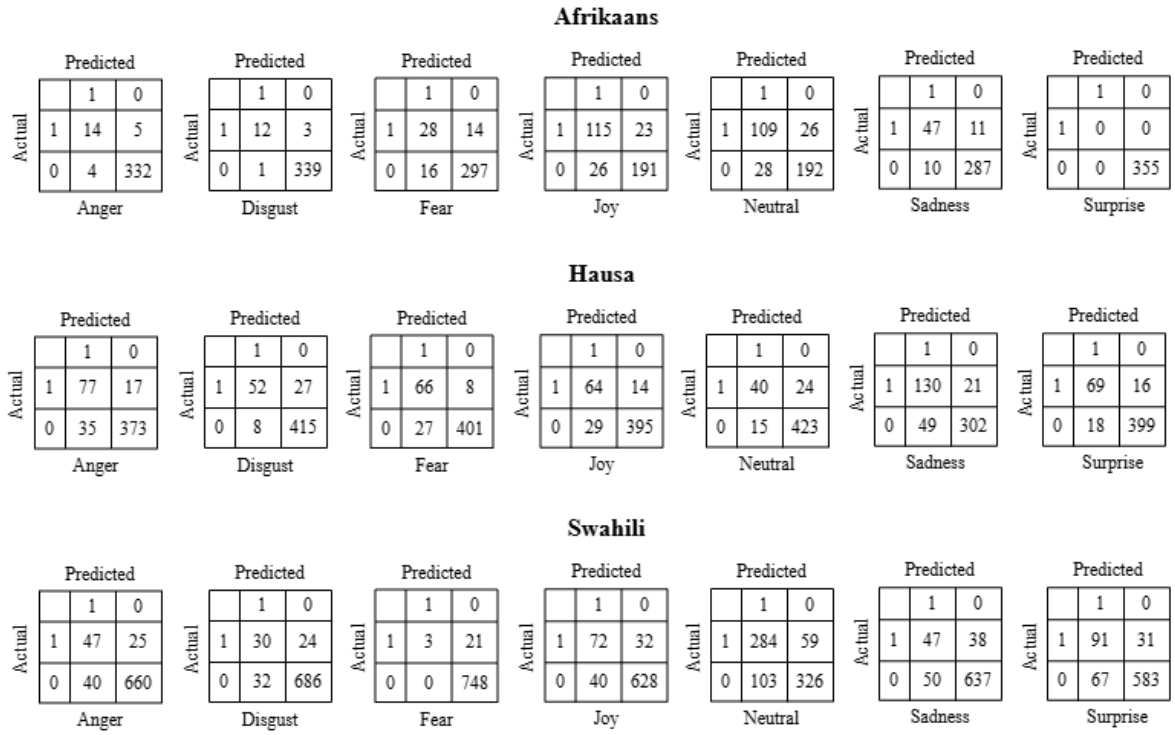 Afrikaans
Predicted Predicted Predicted Predicted Predicted Predicted Predicted
1 0 1 0 1 0 1 0 1 0 1 0 1 0
Actual 1 14 5 Actual 1 12 3 Actual 1 28 14 Actual 1 115 23 Actual 1 109 26 Actual 1 47 11 Actual 1 0 0
0 4 332 0 1 339 0 16 297 0 26 191 0 28 192 0 10 287 0 0 355
Anger Disgust Fear Joy Neutral Sadness Surprise
Hausa
Predicted Predicted Predicted Predicted Predicted Predicted Predicted
1 0 1 0 1 0 1 0 1 0 1 0 1 0
Actual 1 77 17 Actual 1 52 27 Actual 1 66 8 Actual 1 64 14 Actual 1 40 24 Actual 1 130 21 Actual 1 69 16
0 35 373 0 8 415 0 27 401 0 29 395 0 15 423 0 49 302 0 18 399
Anger Disgust Fear Joy Neutral Sadness Surprise
Swahili
Predicted Predicted Predicted Predicted Predicted Predicted Predicted
1 0 1 0 1 0 1 0 1 0 1 0 1 0
Actual 1 47 25 Actual 1 30 24 Actual 1 3 21 Actual 1 72 32 Actual 1 284 59 Actual 1 47 38 Actual 1 91 31
0 40 660 0 32 686 0 0 748 0 40 628 0 103 326 0 50 637 0 67 583
Anger Disgust Fear Joy Neutral Sadness Surprise